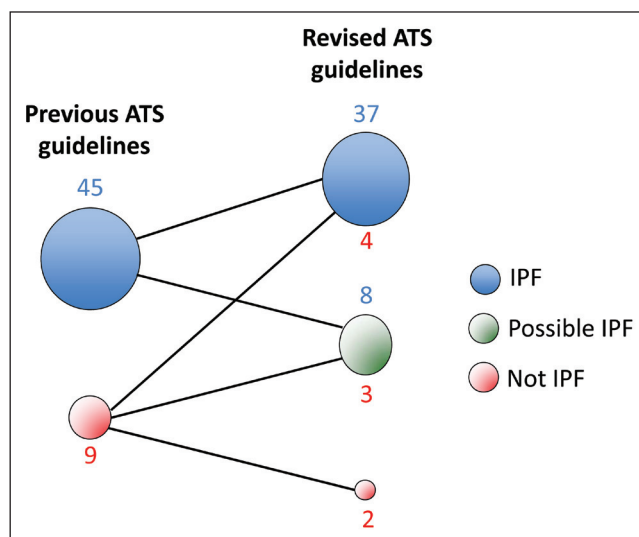 Revised ATS
guidelines
Previous ATS
guidelines
37
45
4
8
IPF
Possible IPF
3
Not IPF
9
2